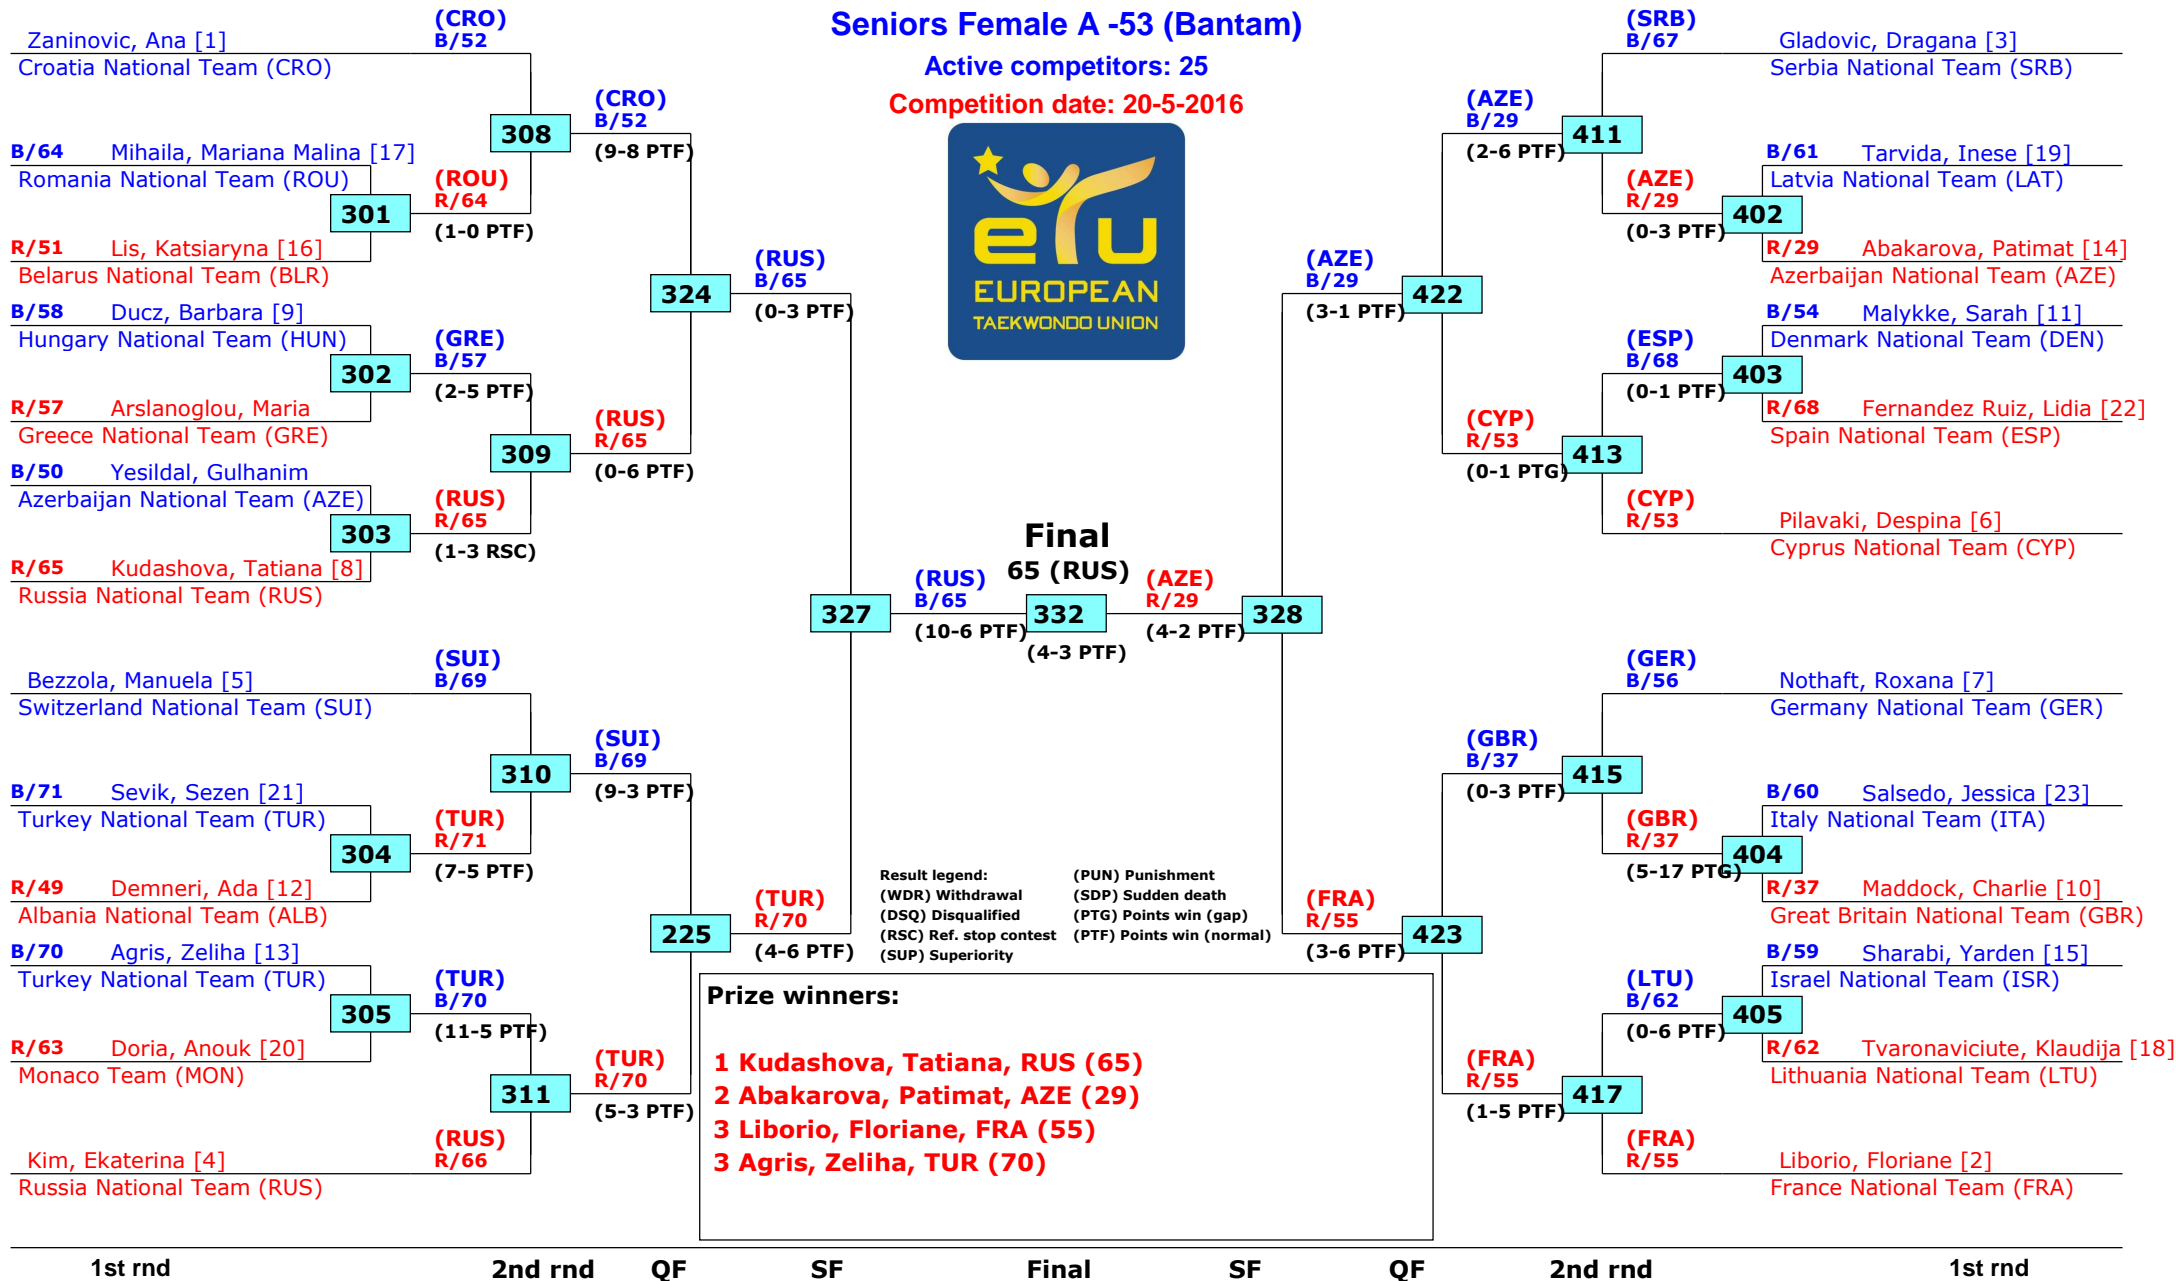 Seniors Female A -53 (Bantam)
Active competitors: 25
Competition date: 20-5-2016
eTU
EUROPEAN
TAEKWONDO UNION
(CRO)
Zaninovic, Ana [1]
B/52
Croatia National Team (CRO)
(CRO)
B/52
308
(9-8 PTF)
B/64 Mihaila, Mariana Malina [17]
Romania National Team (ROU)
(ROU)
R/64
301
(1-0 PTF)
R/51 Lis, Katsiaryna [16]
Belarus National Team (BLR)
(RUS)
B/65
324
(0-3 PTF)
B/58 Ducz, Barbara [9]
Hungary National Team (HUN)
(GRE)
B/57
302
(2-5 PTF)
R/57 Arslanoglou, Maria
Greece National Team (GRE)
(RUS)
R/65
309
(0-6 PTF)
B/50 Yesildal, Gulhanim
Azerbaijan National Team (AZE)
(RUS)
R/65
303
(1-3 RSC)
R/65 Kudashova, Tatiana [8]
Russia National Team (RUS)
Final
65 (RUS)
(RUS)
B/65
327
(10-6 PTF)
332
(4-3 PTF)
(AZE)
R/29
328
(4-2 PTF)
(SUI)
Bezzola, Manuela [5]
B/69
Switzerland National Team (SUI)
(SUI)
B/69
310
(9-3 PTF)
B/71 Sevik, Sezen [21]
Turkey National Team (TUR)
(TUR)
R/71
304
(7-5 PTF)
R/49 Demneri, Ada [12]
Albania National Team (ALB)
(TUR)
R/70
225
(4-6 PTF)
B/70 Agris, Zeliha [13]
Turkey National Team (TUR)
(TUR)
B/70
305
(11-5 PTF)
R/63 Doria, Anouk [20]
Monaco Team (MON)
(TUR)
R/70
311
(5-3 PTF)
(RUS)
Kim, Ekaterina [4]
R/66
Russia National Team (RUS)
(SRB)
B/67
Gladovic, Dragana [3]
Serbia National Team (SRB)
(AZE)
B/29
411
(2-6 PTF)
B/61 Tarvida, Inese [19]
Latvia National Team (LAT)
(AZE)
R/29
402
(0-3 PTF)
R/29 Abakarova, Patimat [14]
Azerbaijan National Team (AZE)
(AZE)
B/29
422
(3-1 PTF)
B/54 Malykke, Sarah [11]
Denmark National Team (DEN)
(ESP)
B/68
403
(0-1 PTF)
R/68 Fernandez Ruiz, Lidia [22]
Spain National Team (ESP)
(CYP)
R/53
413
(0-1 PTG)
(CYP)
R/53
Pilavaki, Despina [6]
Cyprus National Team (CYP)
(GER)
B/56
Nothaft, Roxana [7]
Germany National Team (GER)
(GBR)
B/37
415
(0-3 PTF)
B/60 Salsedo, Jessica [23]
Italy National Team (ITA)
(GBR)
R/37
404
(5-17 PTG)
R/37 Maddock, Charlie [10]
Great Britain National Team (GBR)
(FRA)
R/55
423
(3-6 PTF)
B/59 Sharabi, Yarden [15]
Israel National Team (ISR)
(LTU)
B/62
405
(0-6 PTF)
R/62 Tvaronaviciute, Klaudija [18]
Lithuania National Team (LTU)
(FRA)
R/55
417
(1-5 PTF)
(FRA)
R/55
Liborio, Floriane [2]
France National Team (FRA)
Result legend:
(WDR) Withdrawal
(DSQ) Disqualified
(RSC) Ref. stop contest
(SUP) Superiority
(PUN) Punishment
(SDP) Sudden death
(PTG) Points win (gap)
(PTF) Points win (normal)
Prize winners:
1 Kudashova, Tatiana, RUS (65)
2 Abakarova, Patimat, AZE (29)
3 Liborio, Floriane, FRA (55)
3 Agris, Zeliha, TUR (70)
1st rnd 2nd rnd QF SF Final SF QF 2nd rnd 1st rnd